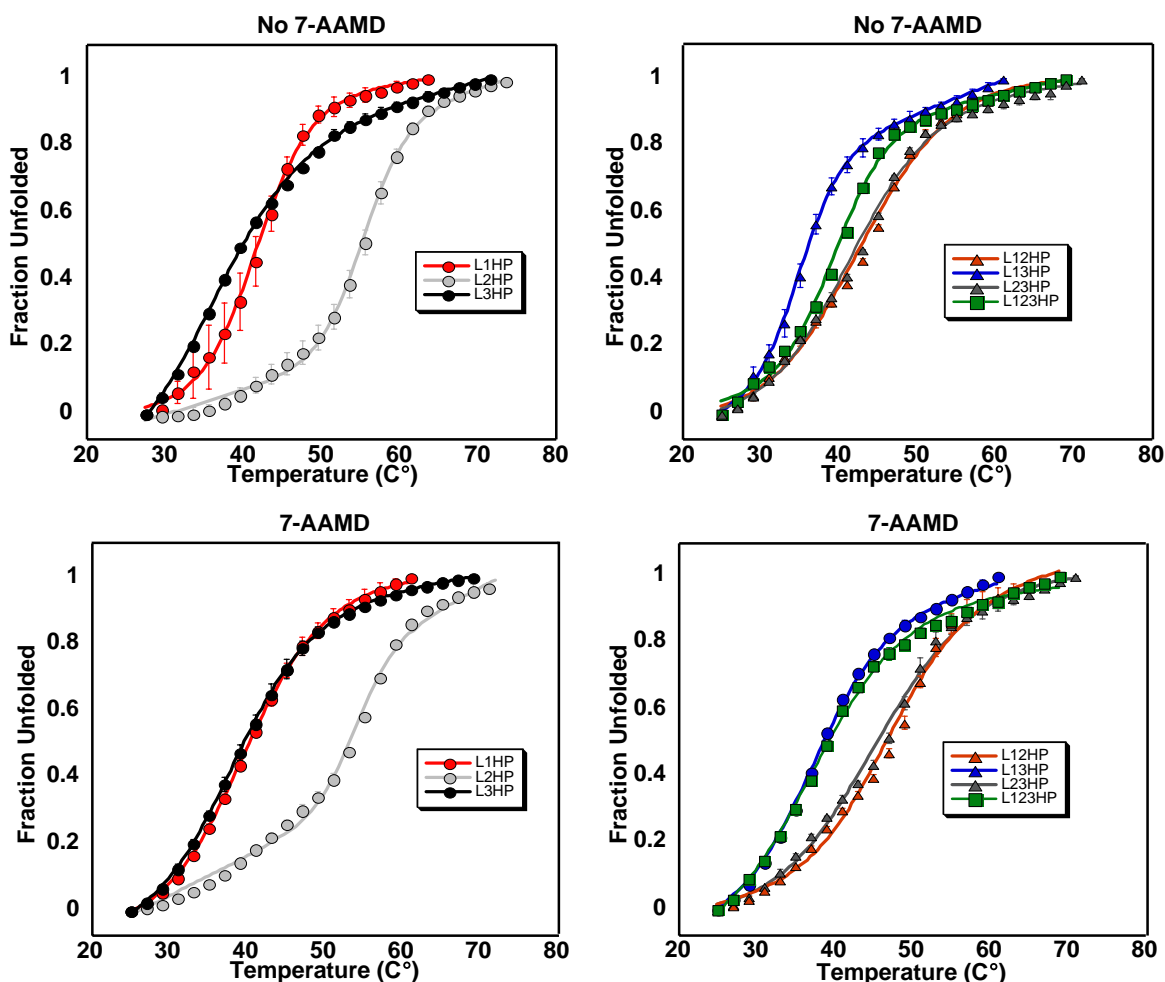 No 7-AAMD
Fraction Unfolded
1
0.8
0.6
0.4
0.2
0
L1HP
L2HP
L3HP
20 30 40 50 60 70 80
Temperature (C°)
No 7-AAMD
Fraction Unfolded
1
0.8
0.6
0.4
0.2
0
L12HP
L13HP
L23HP
L123HP
20 30 40 50 60 70 80
Temperature (C°)
7-AAMD
Fraction Unfolded
1
0.8
0.6
0.4
0.2
0
L1HP
L2HP
L3HP
20 30 40 50 60 70 80
Temperature (C°)
7-AAMD
Fraction Unfolded
1
0.8
0.6
0.4
0.2
0
L12HP
L13HP
L23HP
L123HP
20 30 40 50 60 70 80
Temperature (C°)